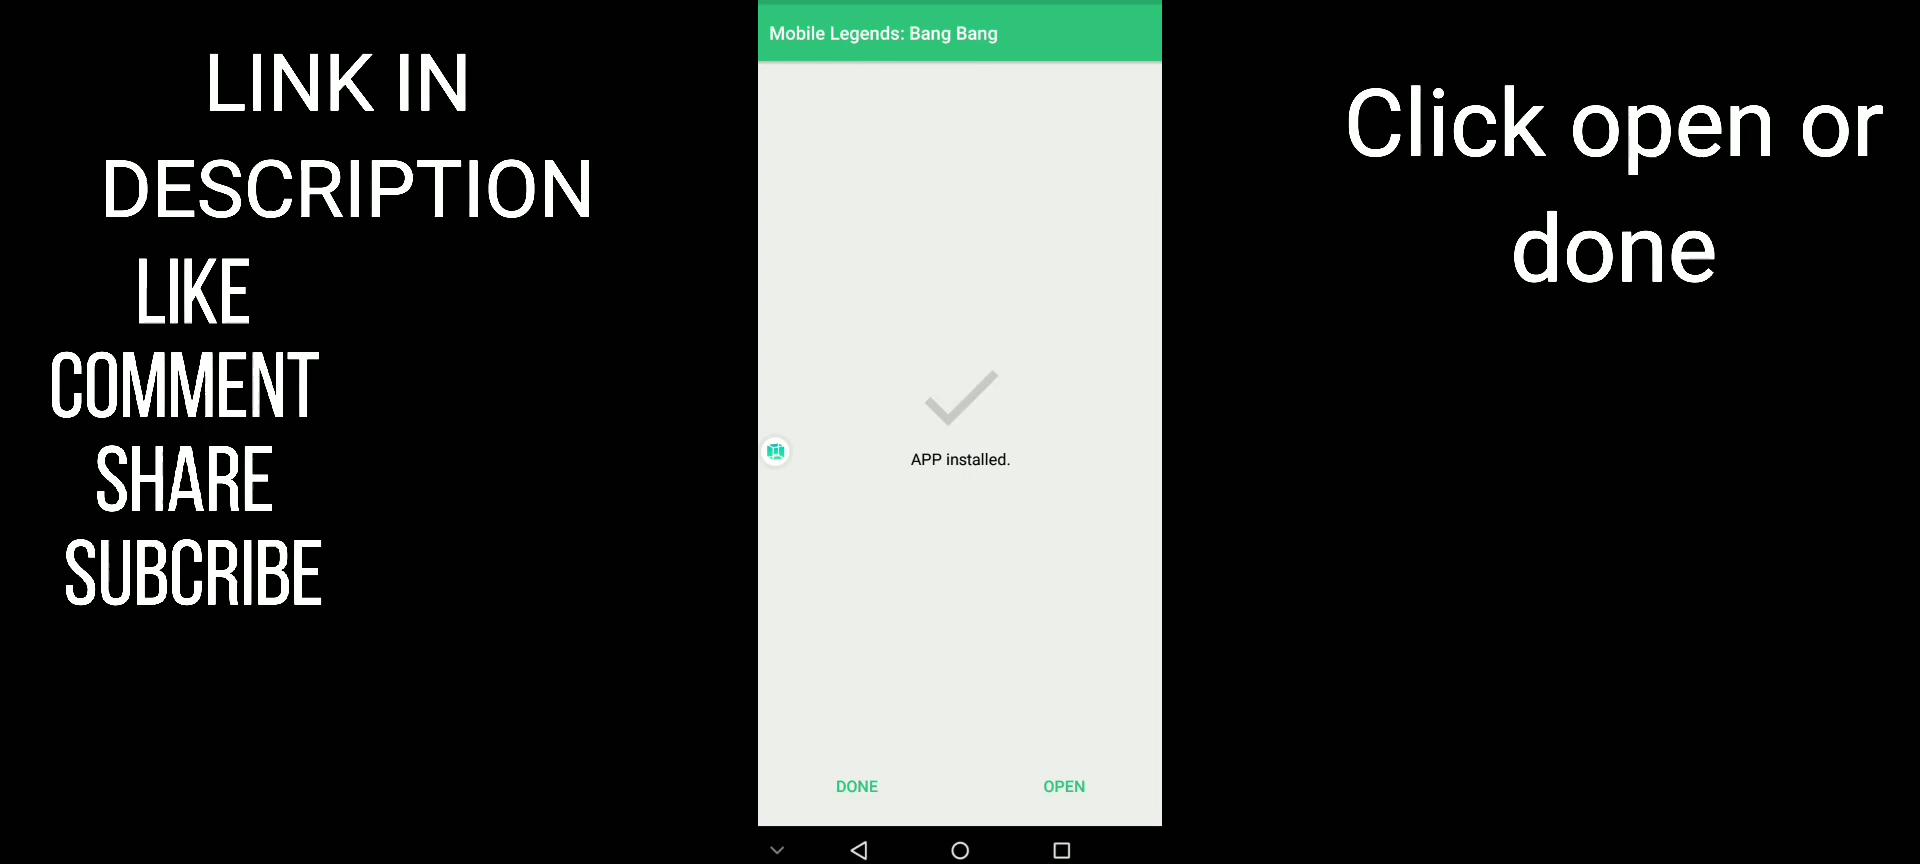 LINK IN
DESCRIPTION
LIKE
COMMENT
SHARE
SUBCRIBE
Mobile Legends: Bang Bang
APP installed.
DONE
OPEN
Click open or
done